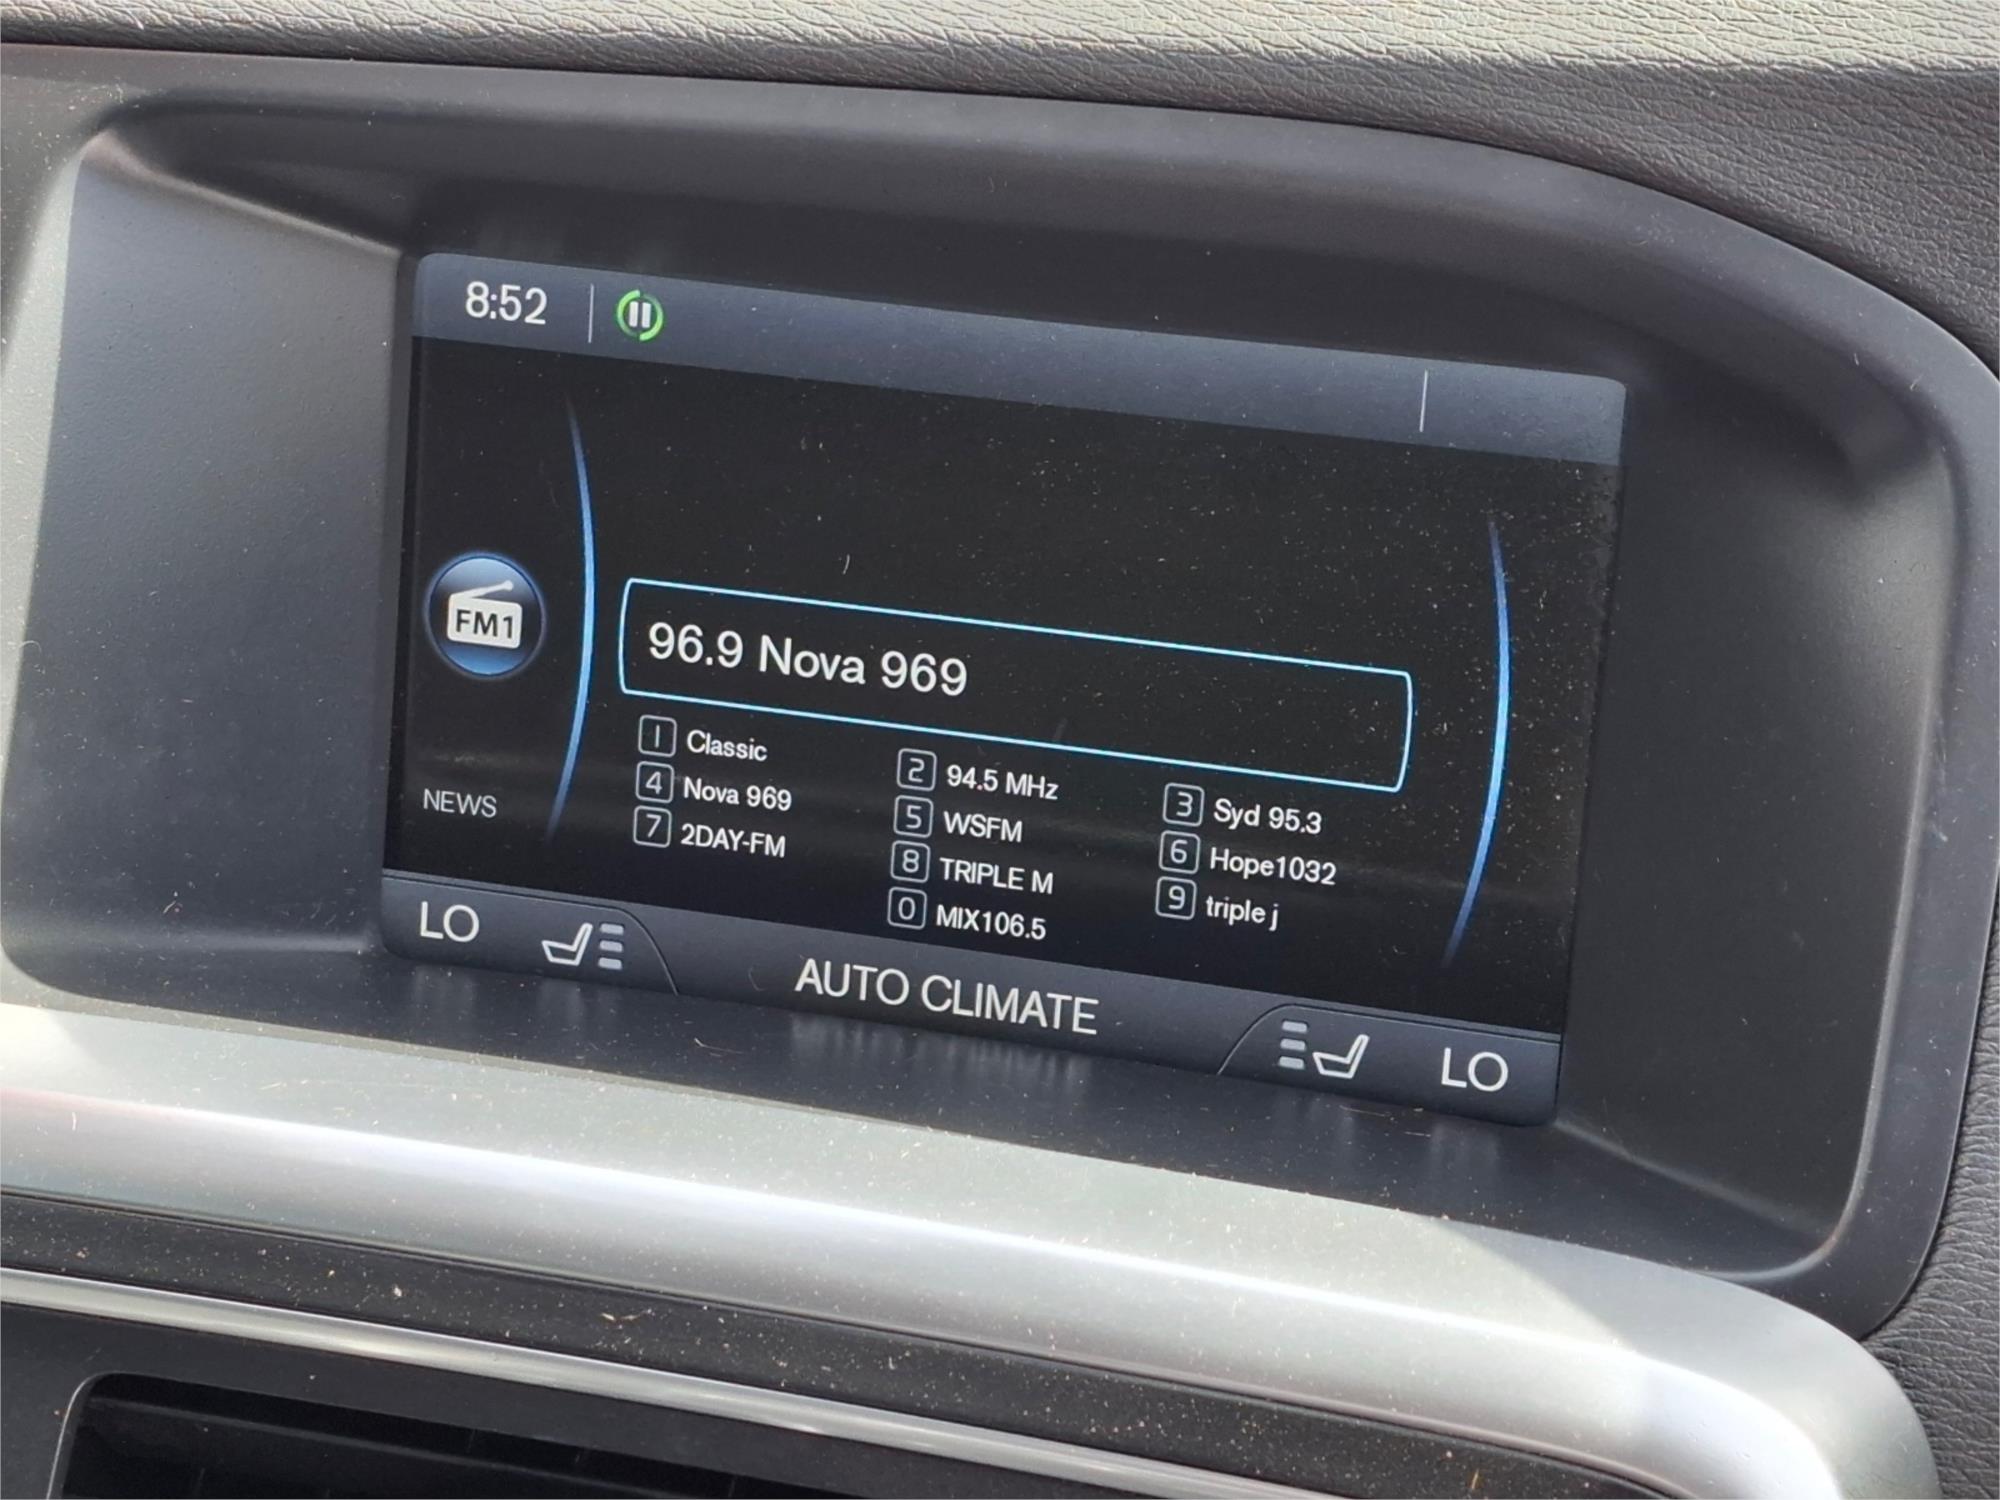 8:52
FM1
96.9 Nova 969
1 Classic 2 94.5 MHz 3 Syd 95.3
4 Nova 969 5 WSFM 6 Hope1032
7 2DAY-FM 8 TRIPLE M 9 triple j
0 MIX106.5
NEWS
LO AUTO CLIMATE LO